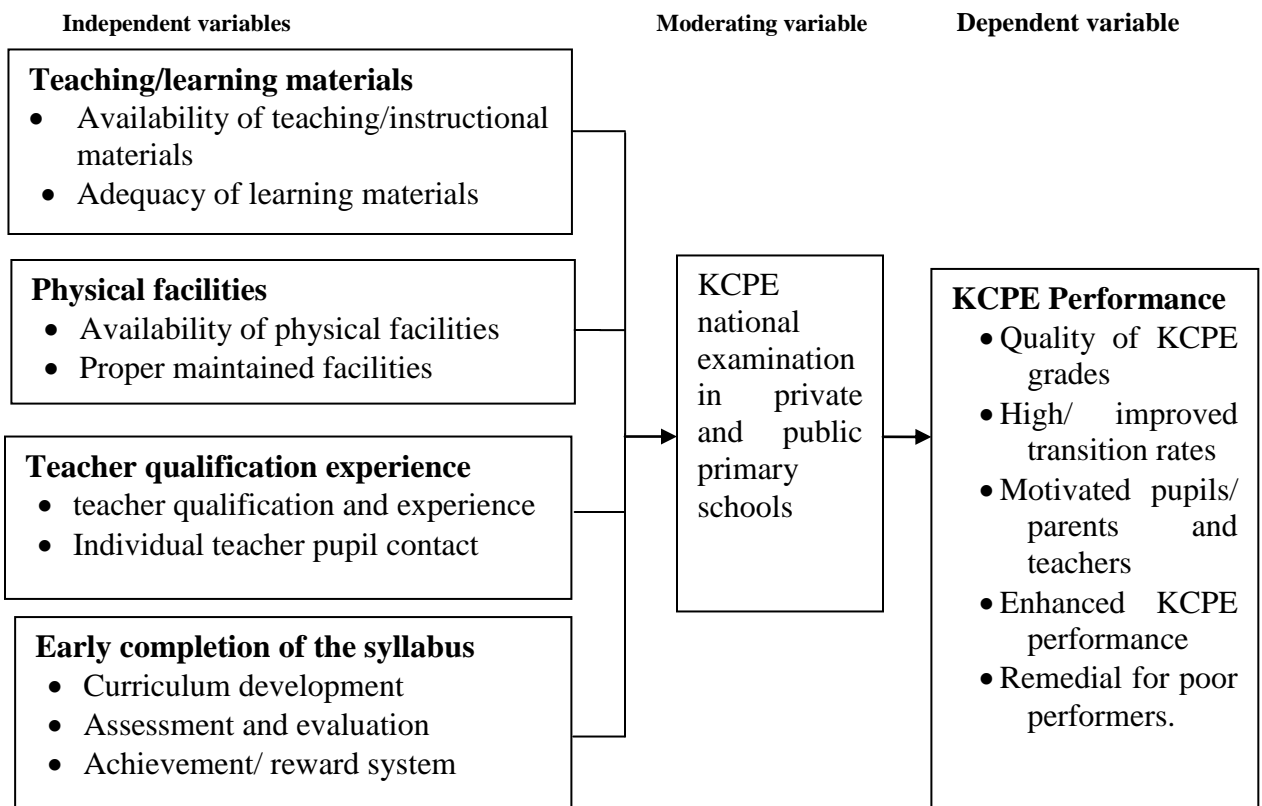 Independent variables
Moderating variable
Dependent variable
Teaching/learning materials
• Availability of teaching/instructional
materials
• Adequacy of learning materials
Physical facilities
• Availability of physical facilities
• Proper maintained facilities
Teacher qualification experience
• teacher qualification and experience
• Individual teacher pupil contact
Early completion of the syllabus
• Curriculum development
• Assessment and evaluation
• Achievement/ reward system
KCPE
national
examination
in private
and public
primary
schools
KCPE Performance
• Quality of KCPE
grades
• High/ improved
transition rates
• Motivated pupils/
parents and
teachers
• Enhanced KCPE
performance
• Remedial for poor
performers.